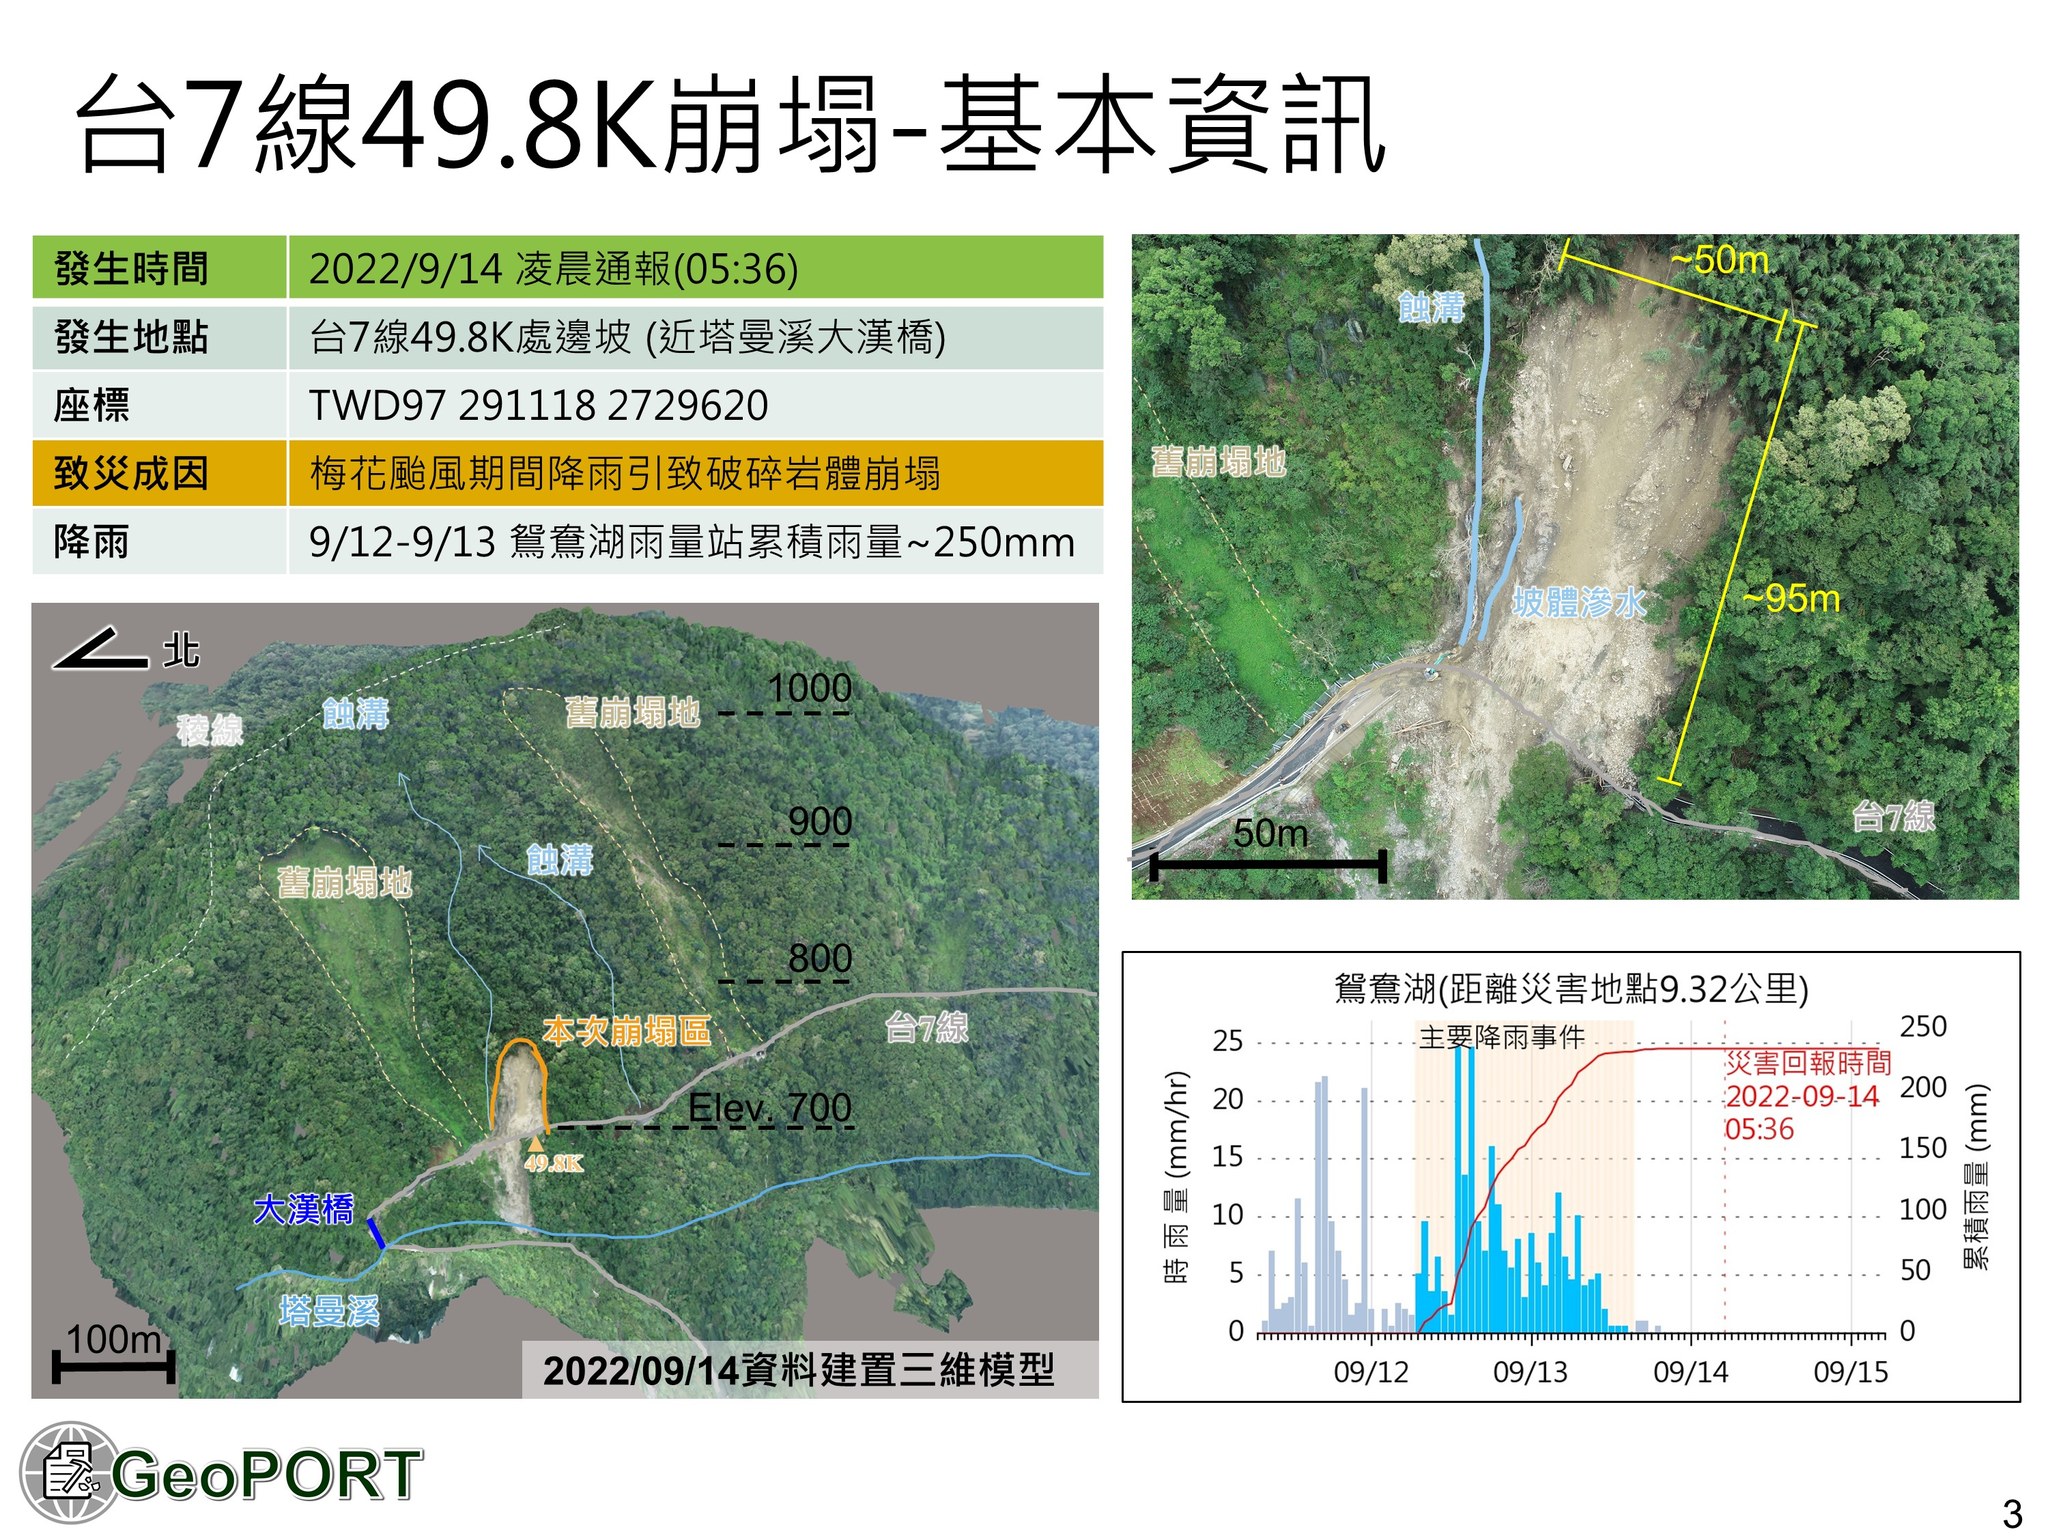 台7線49.8K崩塌-基本資訊
發生時間 2022/9/14 凌晨通報(05:36)
發生地點 台7線49.8K處邊坡 (近塔曼溪大漢橋)
座標 TWD97 291118 2729620
致災成因 梅花颱風期間降雨引致破碎岩體崩塌
降雨 9/12-9/13 鴛鴦湖雨量站累積雨量~250mm
~50m
蝕溝
舊崩塌地
坡體滲水
~95m
台7線
50m
北
稜線
蝕溝
舊崩塌地
1000
900
蝕溝
舊崩塌地
800
本次崩塌區
台7線
Elev. 700
49.8K
大漢橋
塔曼溪
100m
2022/09/14資料建置三維模型
鴛鴦湖(距離災害地點9.32公里)
主要降雨事件
災害回報時間
2022-09-14
05:36
時雨量 (mm/hr)
25
20
15
10
5
0
250
200
150
100
50
0
累積雨量 (mm)
09/12 09/13 09/14 09/15
GeoPORT
3